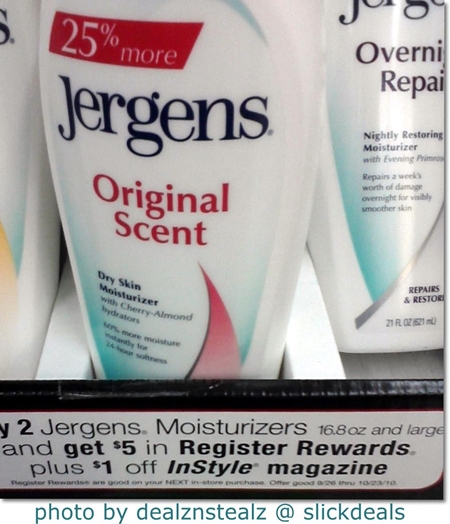 s.
25% more
Jergens®
Original
Scent
Dry Skin
Moisturizer
with Cherry-Almond
hydrators
60% more moisture
instantly for
24-hour softness
Jerge
Overni
Repai
Nightly Restoring
Moisturizer
with Evening Primros
Repairs a week's
worth of damage
overnight for visibly
smoother skin
REPAIRS
& RESTOR
21 FL OZ (621 mL)
y 2 Jergens® Moisturizers 16.8oz and large
and get $5 in Register Rewards®
plus $1 off InStyle® magazine
Register Rewards® are good on your NEXT in-store purchase. Offer good 9/26 thru 10/23/10.
photo by dealznstealz @ slickdeals